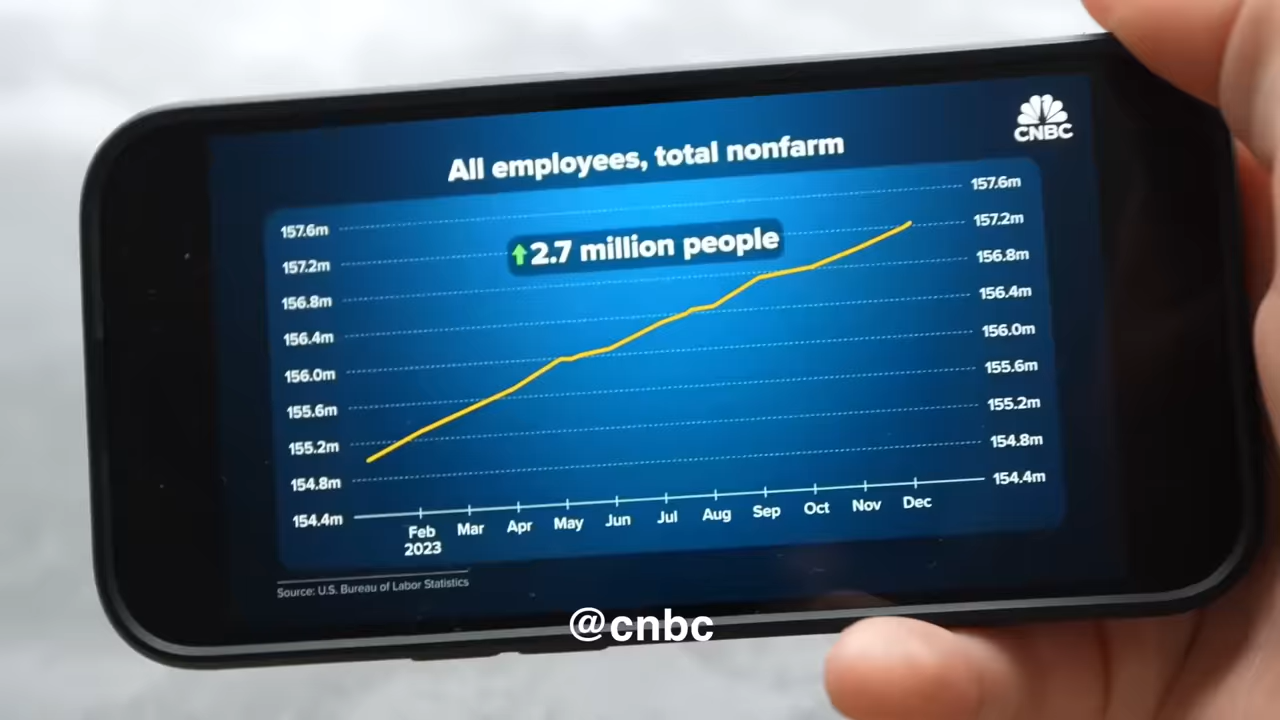 CNBC
All employees, total nonfarm
157.6m
157.2m
156.8m
156.4m
156.0m
155.6m
155.2m
154.8m
154.4m
2.7 million people
157.6m
157.2m
156.8m
156.4m
156.0m
155.6m
155.2m
154.8m
154.4m
Feb Mar Apr May Jun Jul Aug Sep Oct Nov Dec
2023
Source: U.S. Bureau of Labor Statistics
@cnbc